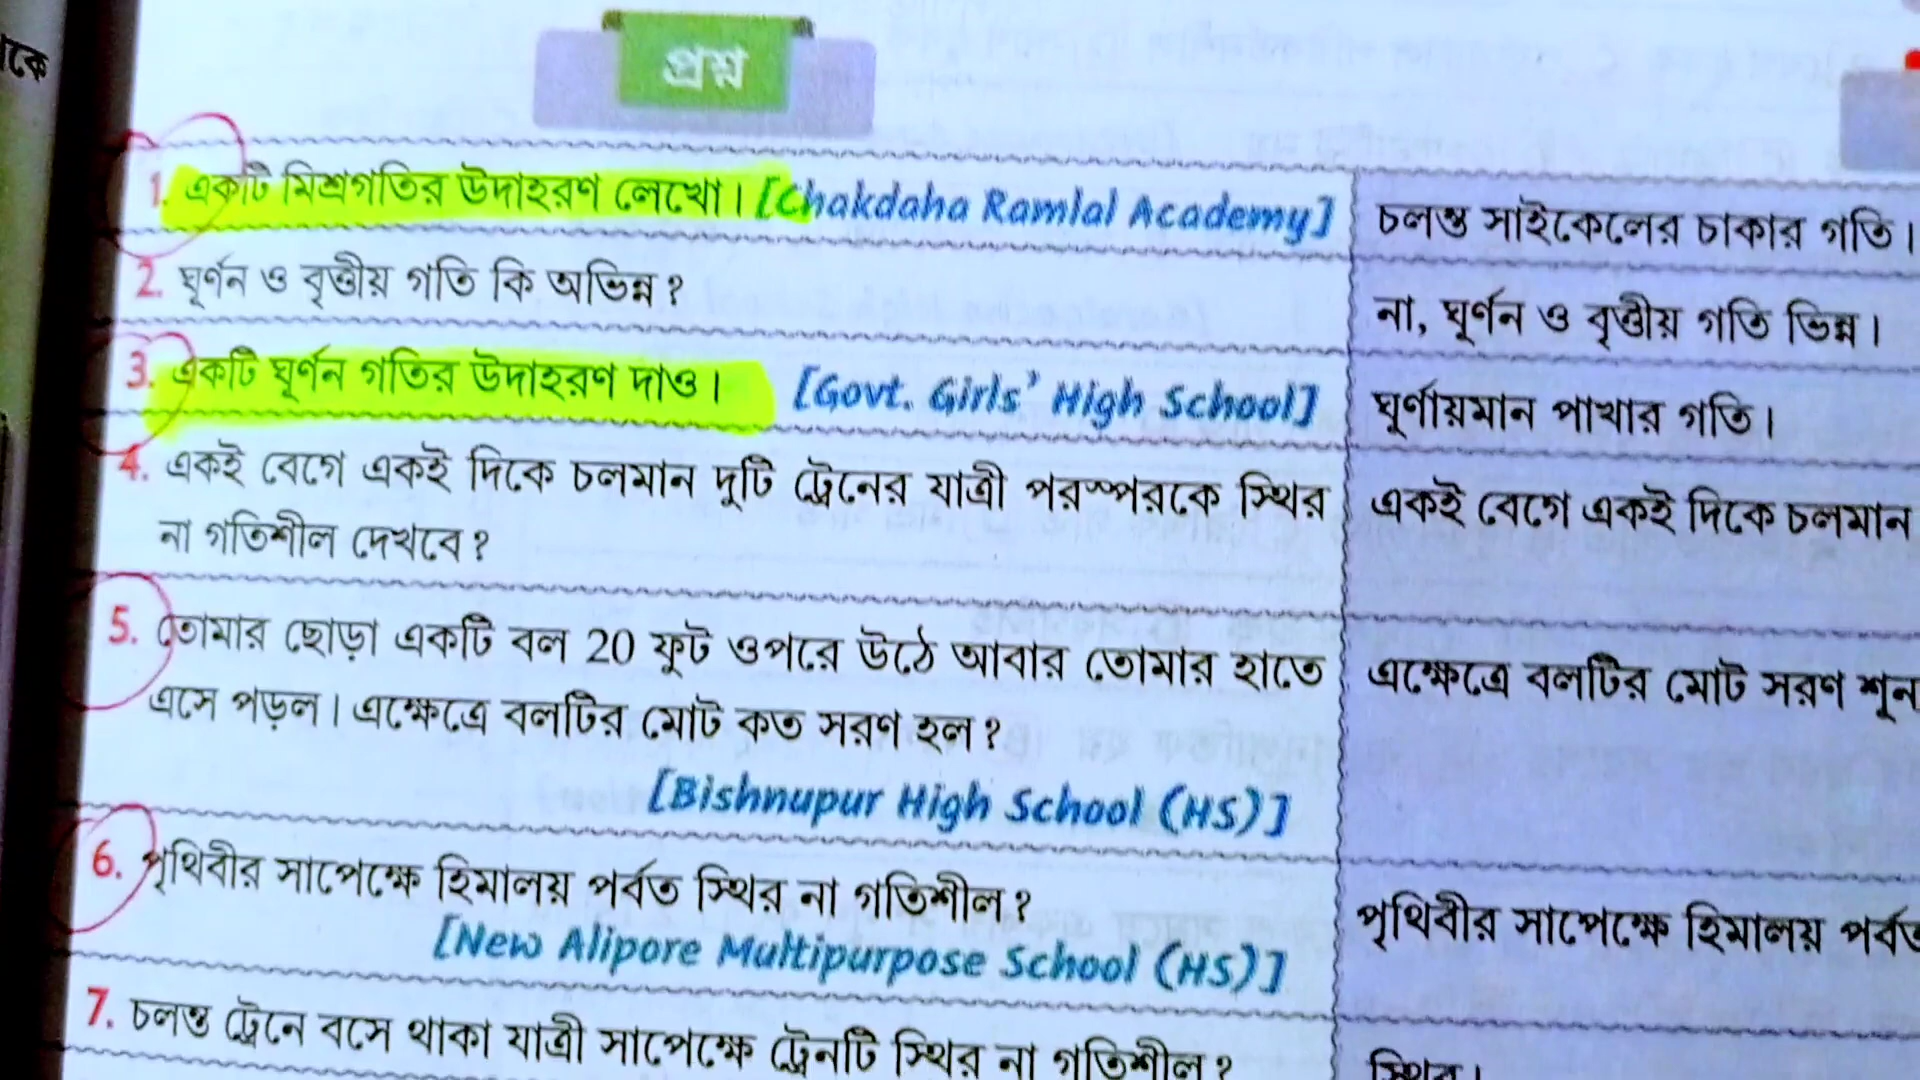 কে
প্রশ্ন
1. একটি মিশ্রগতির উদাহরণ লেখো। [Chakdaha Ramlal Academy]
চলন্ত সাইকেলের চাকার গতি।
2. ঘূর্ণন ও বৃত্তীয় গতি কি অভিন্ন?
না, ঘূর্ণন ও বৃত্তীয় গতি ভিন্ন।
3. একটি ঘূর্ণন গতির উদাহরণ দাও। [Govt. Girls' High School]
ঘূর্ণায়মান পাখার গতি।
4. একই বেগে একই দিকে চলমান দুটি ট্রেনের যাত্রী পরস্পরকে স্থির
না গতিশীল দেখবে?
একই বেগে একই দিকে চলমান
5. তোমার ছোড়া একটি বল 20 ফুট ওপরে উঠে আবার তোমার হাতে
এসে পড়ল। এক্ষেত্রে বলটির মোট কত সরণ হল?
[Bishnupur High School (HS)]
এক্ষেত্রে বলটির মোট সরণ
6. পৃথিবীর সাপেক্ষে হিমালয় পর্বত স্থির না গতিশীল?
[New Alipore Multipurpose School (HS)]
পৃথিবীর সাপেক্ষে হিমালয়
7. চলন্ত ট্রেনে বসে থাকা যাত্রী সাপেক্ষে ট্রেনটি স্থির না গতিশীল?
স্থির।